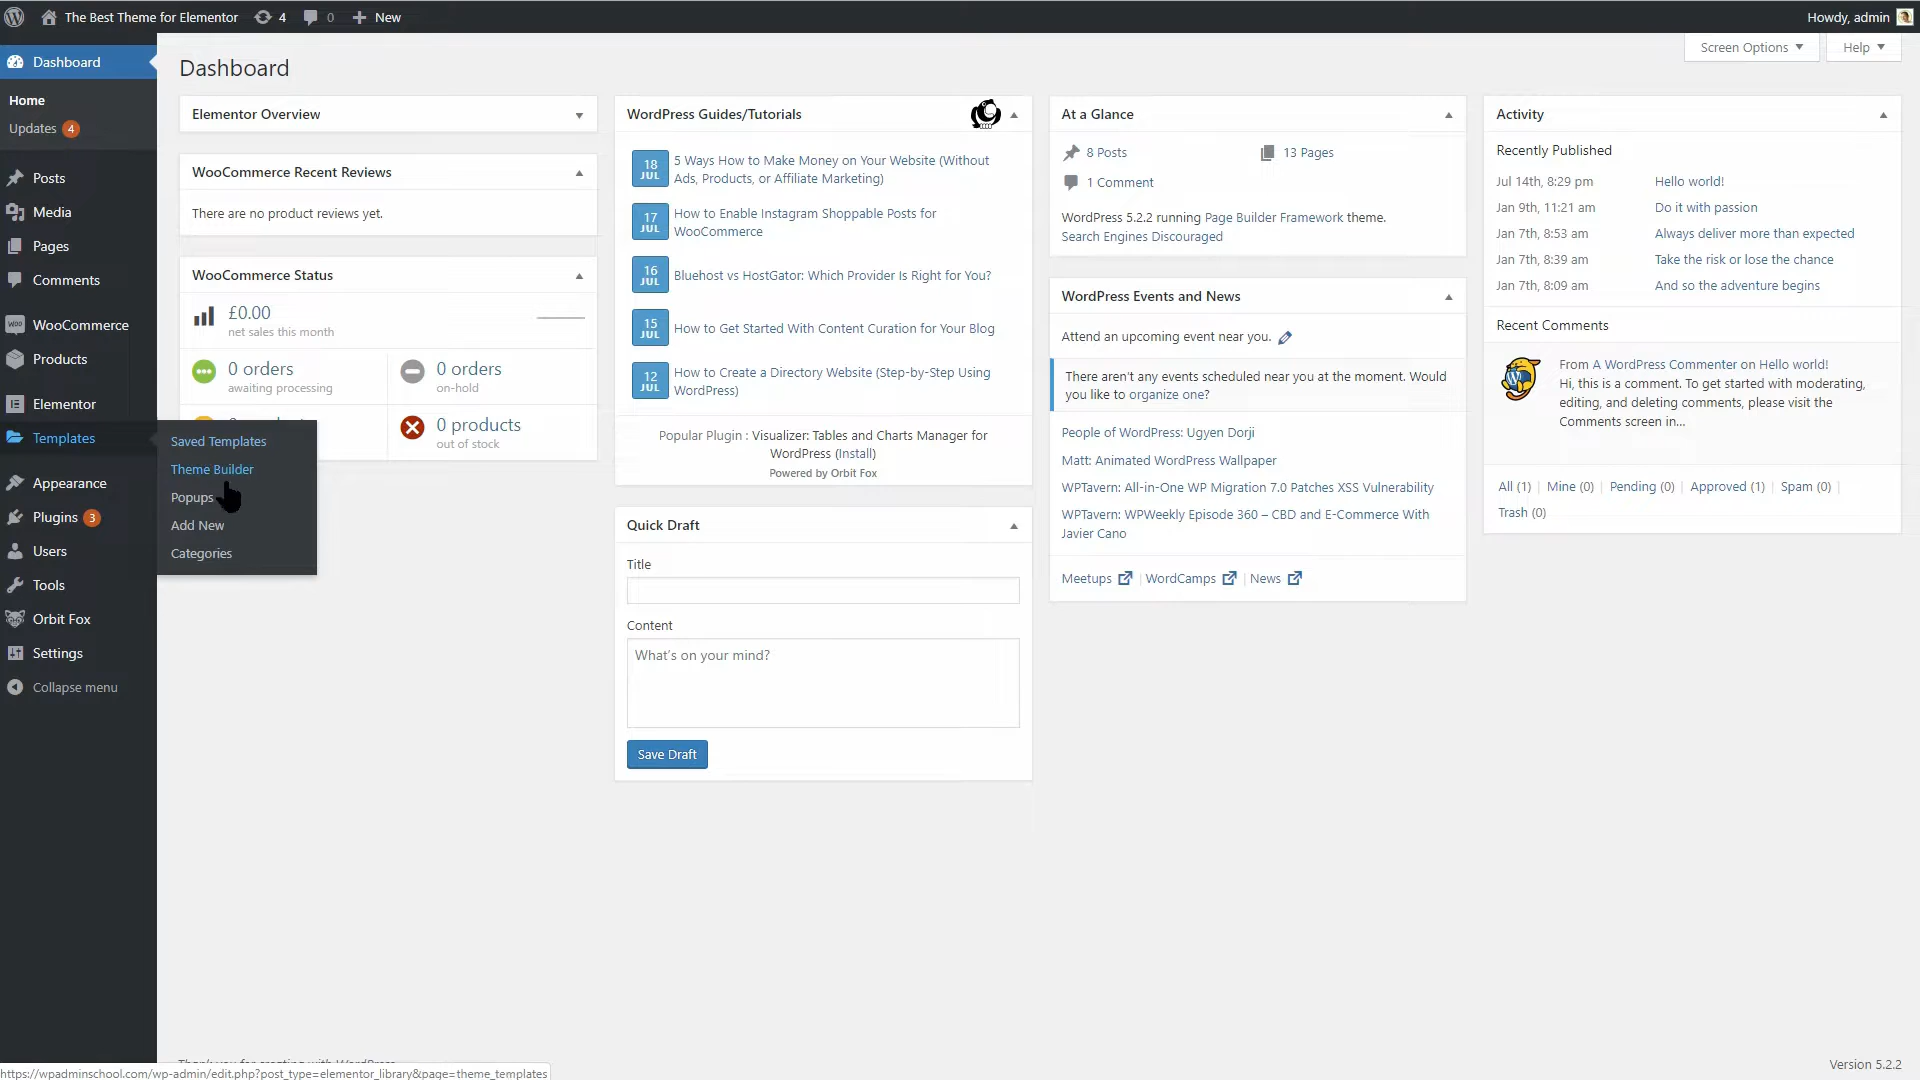 The Best Theme for Elementor 4 0 New
Howdy, admin
Screen Options
Help
Dashboard
Home
Updates 4
Posts
Media
Pages
Comments
WooCommerce
Products
Elementor
Templates
Appearance
Plugins 3
Users
Tools
Orbit Fox
Settings
Collapse menu
Saved Templates
Theme Builder
Popups
Add New
Categories
Dashboard
Elementor Overview
WooCommerce Recent Reviews
There are no product reviews yet.
WooCommerce Status
£0.00
net sales this month
0 orders
awaiting processing
0 orders
on-hold
0 products
out of stock
WordPress Guides/Tutorials
18
JUL
5 Ways How to Make Money on Your Website (Without
Ads, Products, or Affiliate Marketing)
17
JUL
How to Enable Instagram Shoppable Posts for
WooCommerce
16
JUL
Bluehost vs HostGator: Which Provider Is Right for You?
15
JUL
How to Get Started With Content Curation for Your Blog
12
JUL
How to Create a Directory Website (Step-by-Step Using
WordPress)
Popular Plugin : Visualizer: Tables and Charts Manager for
WordPress (Install)
Powered by Orbit Fox
Quick Draft
Title
Content
What's on your mind?
Save Draft
At a Glance
8 Posts
13 Pages
1 Comment
WordPress 5.2.2 running Page Builder Framework theme.
Search Engines Discouraged
WordPress Events and News
Attend an upcoming event near you.
There aren't any events scheduled near you at the moment. Would
you like to organize one?
People of WordPress: Ugyen Dorji
Matt: Animated WordPress Wallpaper
WPTavern: All-in-One WP Migration 7.0 Patches XSS Vulnerability
WPTavern: WPWeekly Episode 360 – CBD and E-Commerce With
Javier Cano
Meetups | WordCamps | News
Activity
Recently Published
Jul 14th, 8:29 pm Hello world!
Jan 9th, 11:21 am Do it with passion
Jan 7th, 8:53 am Always deliver more than expected
Jan 7th, 8:39 am Take the risk or lose the chance
Jan 7th, 8:09 am And so the adventure begins
Recent Comments
From A WordPress Commenter on Hello world!
Hi, this is a comment. To get started with moderating,
editing, and deleting comments, please visit the
Comments screen in…
All (1) | Mine (0) | Pending (0) | Approved (1) | Spam (0) |
Trash (0)
Version 5.2.2
https://wpadminschool.com/wp-admin/edit.php?post_type=elementor_library&page=theme_templates